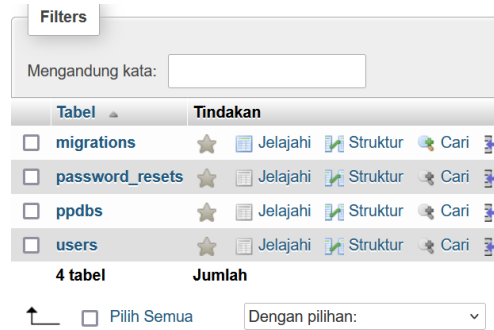 Filters
Mengandung kata:
Tabel Tindakan
migrations Jelajahi Struktur Cari
password_resets Jelajahi Struktur Cari
ppdbs Jelajahi Struktur Cari
users Jelajahi Struktur Cari
4 tabel Jumlah
Pilih Semua Dengan pilihan: